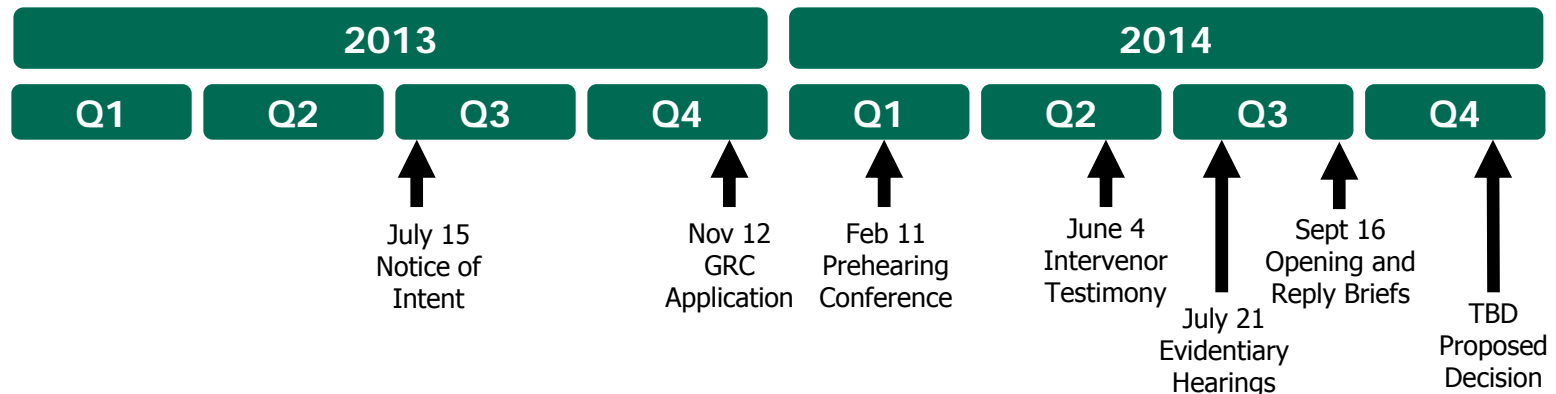 2013
2014
Q1
Q2
Q3
Q4
Q1
Q2
Q3
Q4
July 15
Notice of
Intent
Nov 12
GRC
Application
Feb 11
Prehearing
Conference
June 4
Intervenor
Testimony
July 21
Evidentiary
Hearings
Sept 16
Opening and
Reply Briefs
TBD
Proposed
Decision